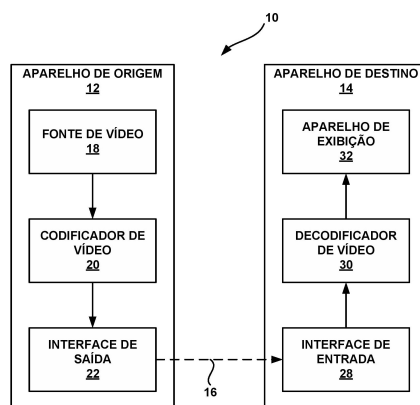 10
APARELHO DE ORIGEM
12
FONTE DE VÍDEO
18
CODIFICADOR DE
VÍDEO
20
INTERFACE DE
SAÍDA
22
16
APARELHO DE DESTINO
14
APARELHO DE
EXIBIÇÃO
32
DECODIFICADOR
DE VÍDEO
30
INTERFACE DE
ENTRADA
28